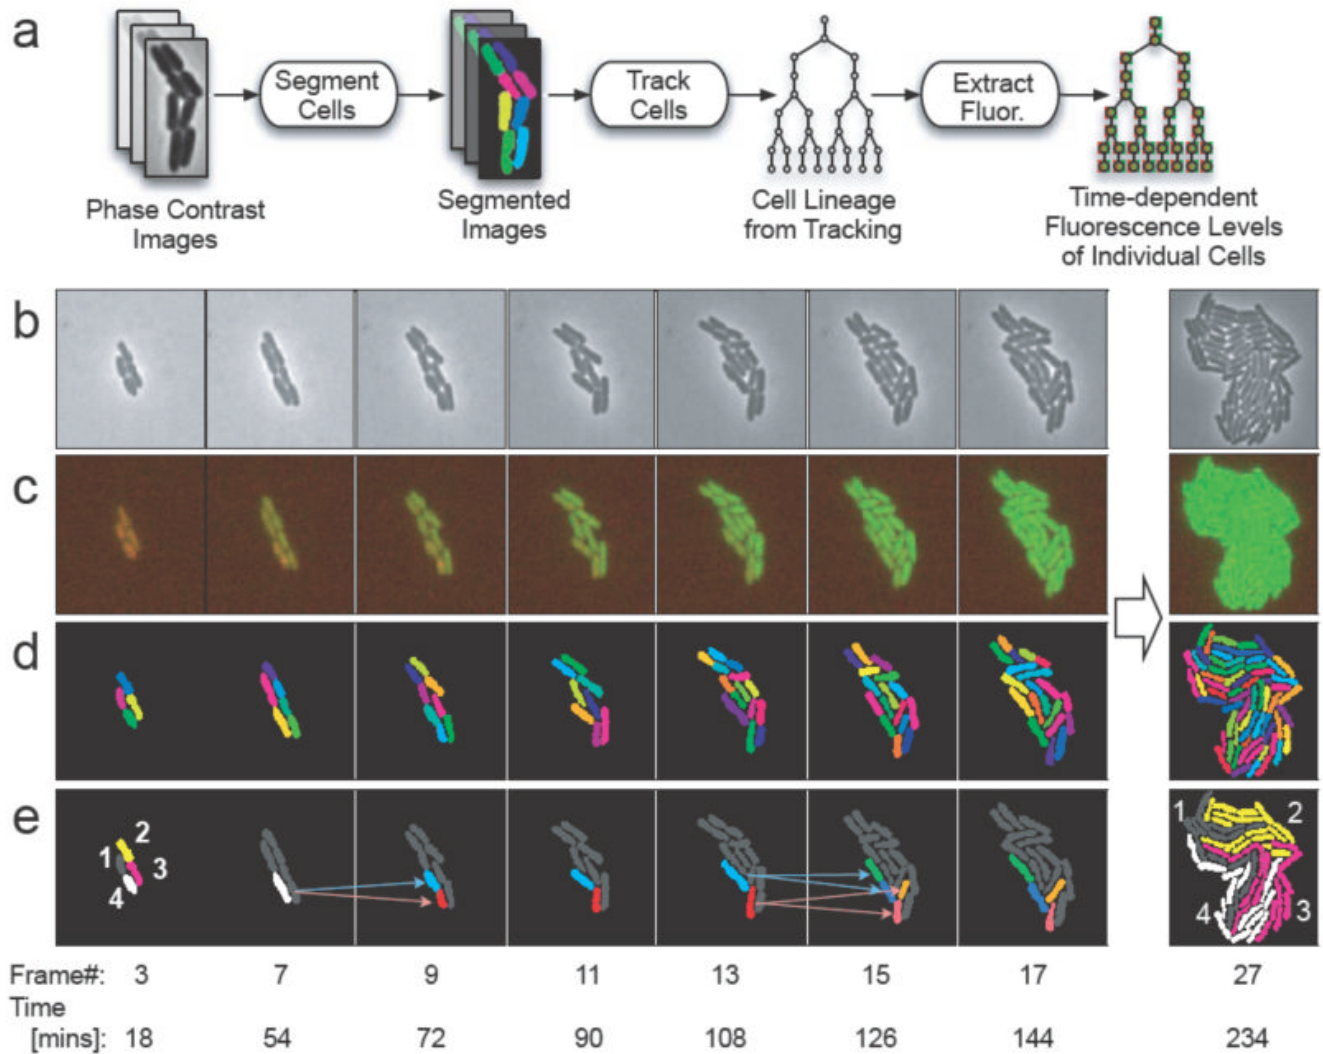 a
Segment
Cells
Track
Cells
Extract
Fluor.
Phase Contrast
Images
Segmented
Images
Cell Lineage
from Tracking
Time-dependent
Fluorescence Levels
of Individual Cells
b
c
d
e
1 2 3 4
1 2 3 4
Frame#: 3 7 9 11 13 15 17 27
Time
[mins]: 18 54 72 90 108 126 144 234